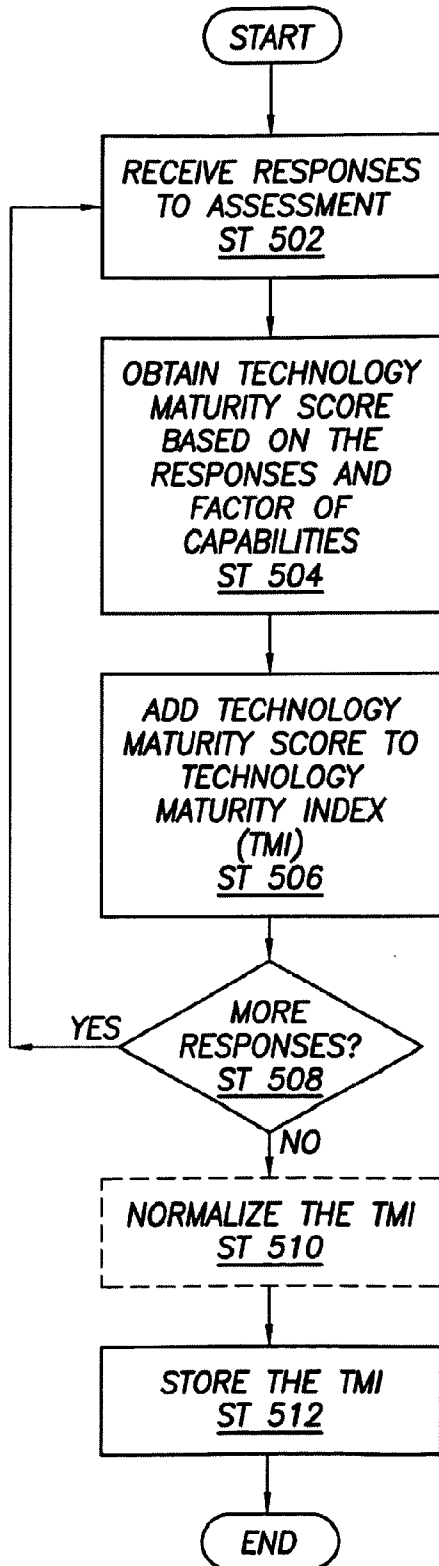 START
RECEIVE RESPONSES
TO ASSESSMENT
ST 502
OBTAIN TECHNOLOGY
MATURITY SCORE
BASED ON THE
RESPONSES AND
FACTOR OF
CAPABILITIES
ST 504
ADD TECHNOLOGY
MATURITY SCORE TO
TECHNOLOGY
MATURITY INDEX
(TMI)
ST 506
YES
MORE
RESPONSES?
ST 508
NO
NORMALIZE THE TMI
ST 510
STORE THE TMI
ST 512
END